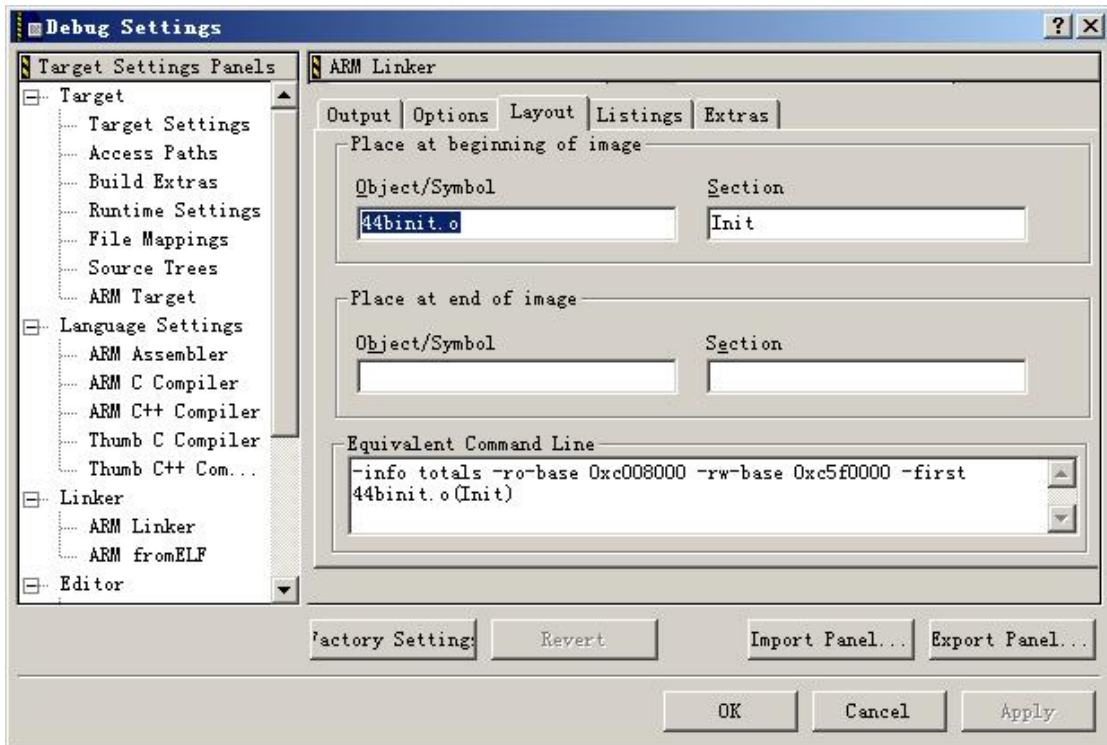 Debug Settings
Target Settings Panels
Target
Target Settings
Access Paths
Build Extras
Runtime Settings
File Mappings
Source Trees
ARM Target
Language Settings
ARM Assembler
ARM C Compiler
ARM C++ Compiler
Thumb C Compiler
Thumb C++ Com...
Linker
ARM Linker
ARM fromELF
Editor
ARM Linker
Output Options Layout Listings Extras
Place at beginning of image
Object/Symbol Section
44binit.o Init
Place at end of image
Object/Symbol Section
Equivalent Command Line
-info totals -ro-base 0xc008000 -rw-base 0xc5f0000 -first
44binit.o(Init)
Factory Settings Revert Import Panel... Export Panel...
OK Cancel Apply